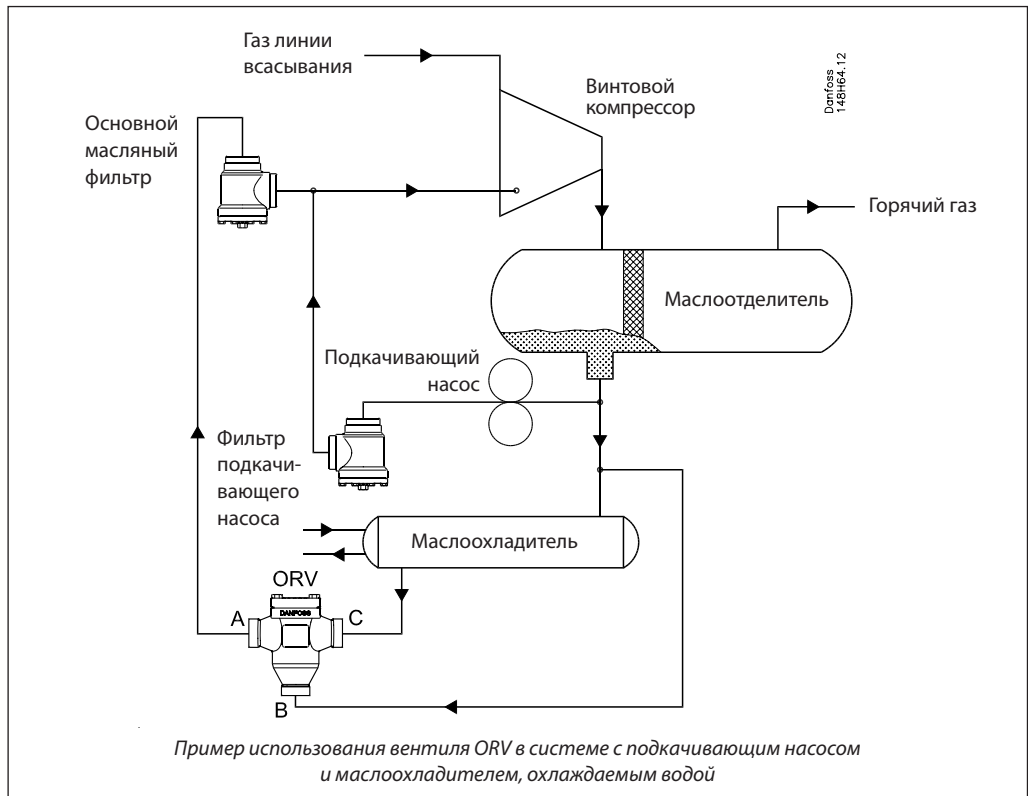 Газ линии
всасывания
Винтовой
компрессор
Danfoss
148H64.12
Основной
масляный
фильтр
Горячий газ
Маслоотделитель
Подкачивающий
насос
Фильтр
подкачи-
вающего
насоса
Маслоохладитель
ORV
DANFOSS
A
C
B
Пример использования вентиля ORV в системе с подкачивающим насосом
и маслоохладителем, охлаждаемым водой